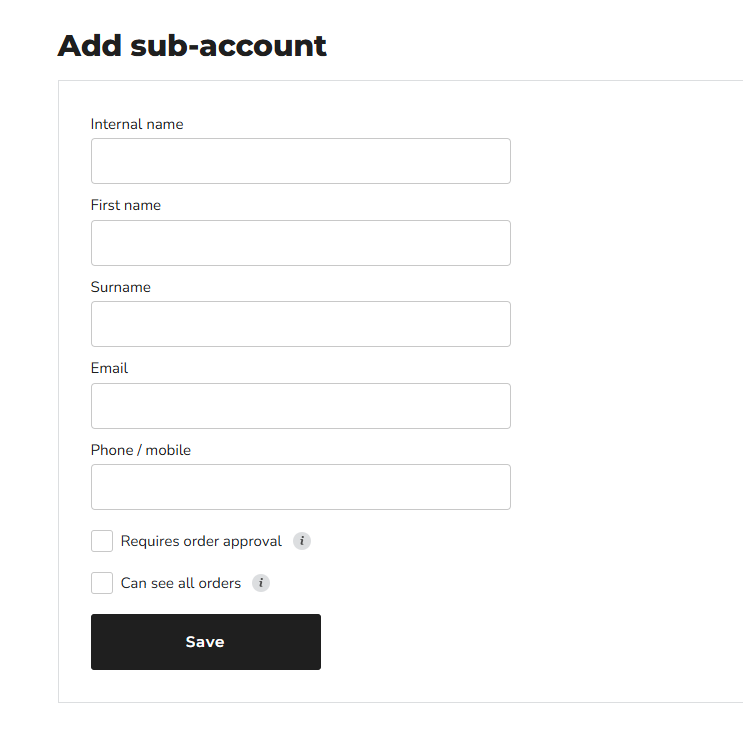 Add sub-account
Internal name
First name
Surname
Email
Phone / mobile
Requires order approval i
Can see all orders i
Save